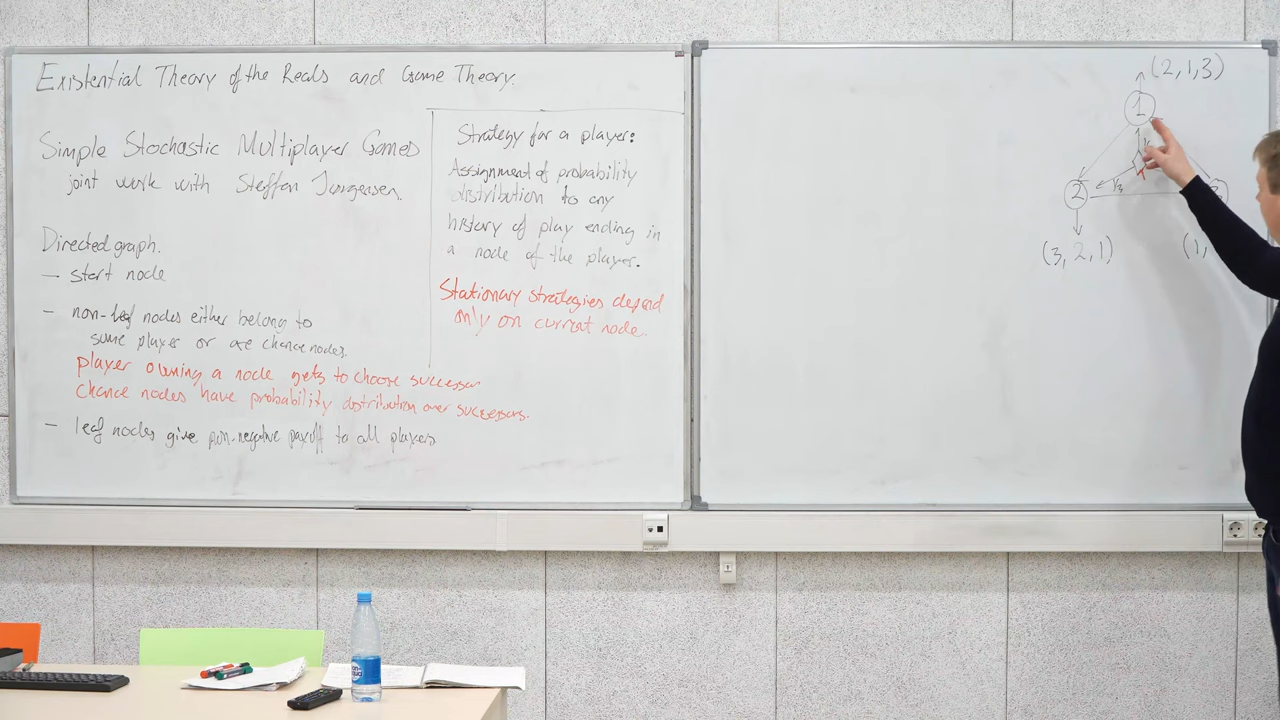 Existential Theory of the Reals and Game Theory.
Simple Stochastic Multiplayer Games
joint work with Steffan Jørgensen.
Directed graph.
— start node
— non-leaf nodes either belong to
some player or are chance nodes.
player owning a node gets to choose successor
chance nodes have probability distribution over successors.
— leaf nodes give non-negative payoff to all players
Strategy for a player:
Assignment of probability
distribution to any
history of play ending in
a node of the player.
Stationary strategies depend
only on current node.
(2,1,3)
1
2
1/3
(3,2,1)
(1,